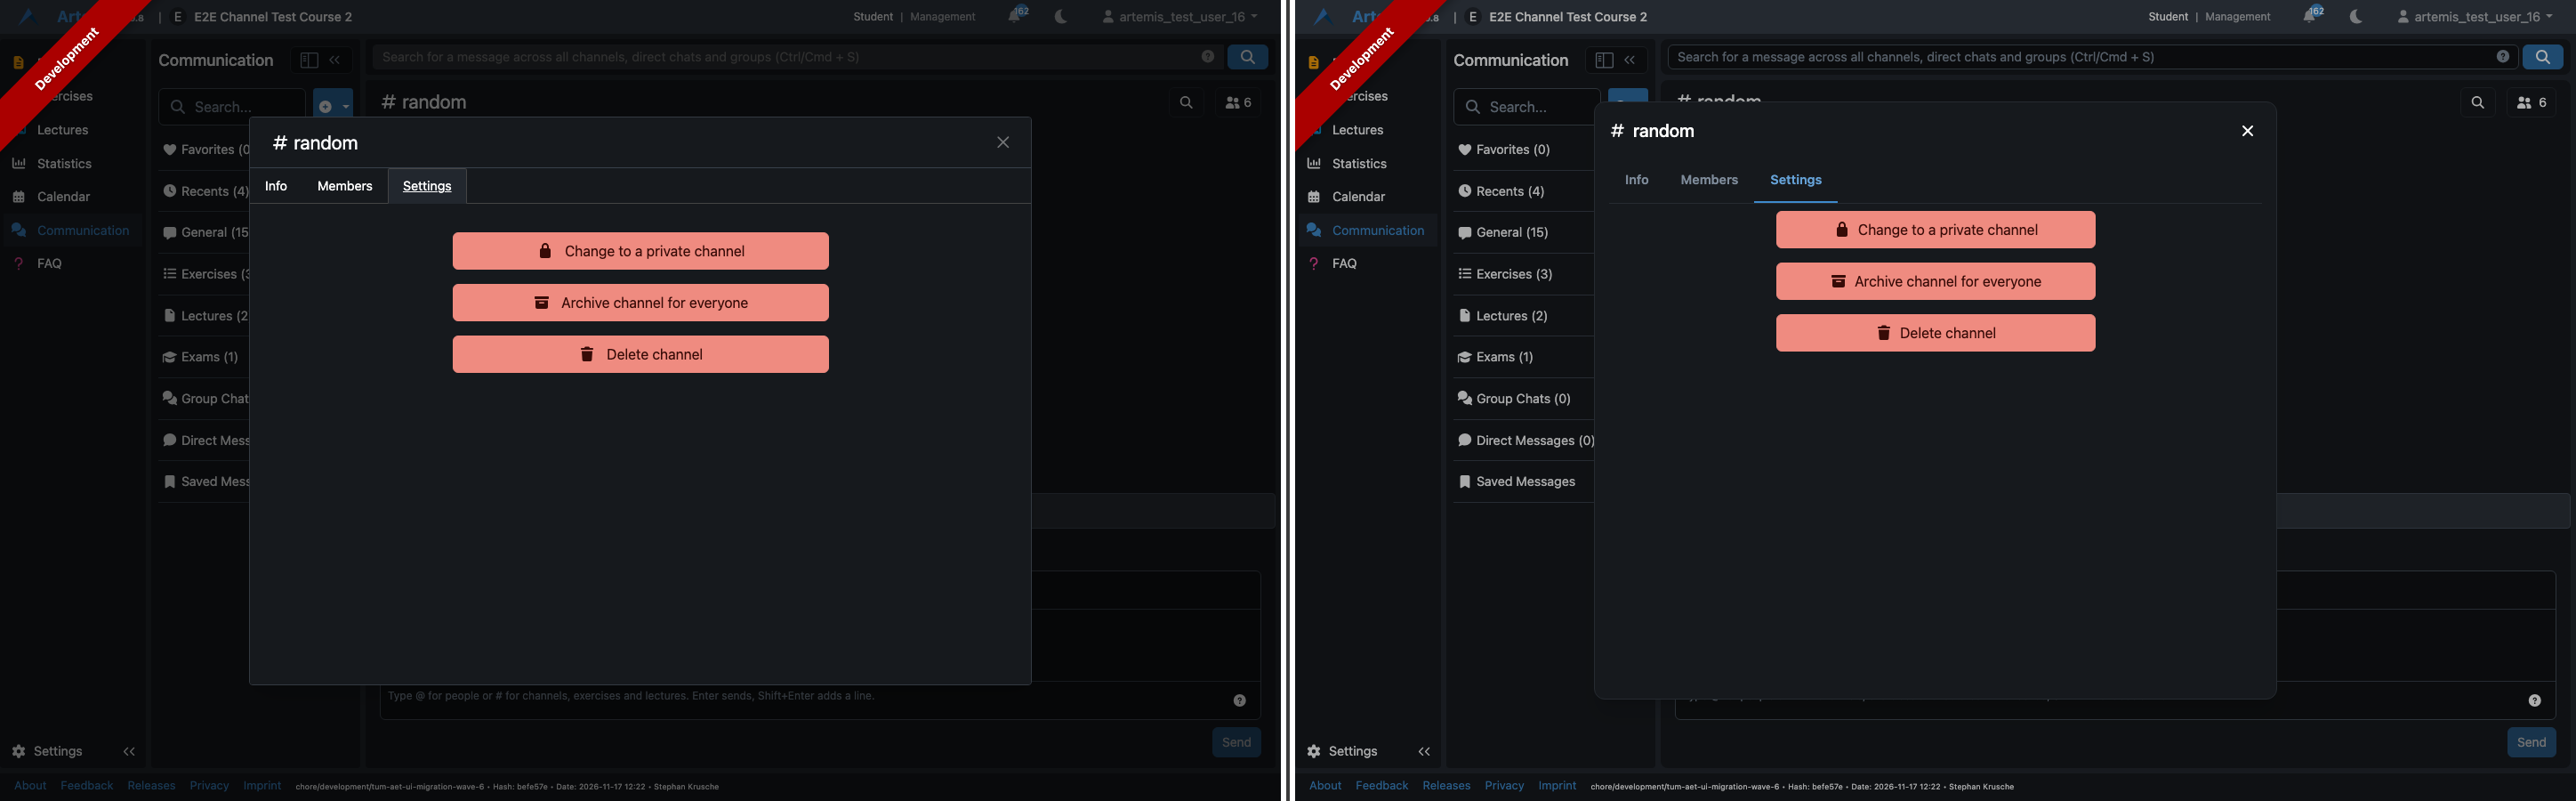 Development
.8
| E E2E Channel Test Course 2
Student | Management
162
artemis_test_user_16
Communication
Search for a message across all channels, direct chats and groups (Ctrl/Cmd + S)
Lectures
Statistics
Calendar
Communication
FAQ
Search...
Favorites (0
Recents (4)
General (15
Exercises (3
Lectures (2
Exams (1)
Group Chat
Direct Mess
Saved Mess
# random
6
# random
Info Members Settings
Change to a private channel
Archive channel for everyone
Delete channel
Type @ for people or # for channels, exercises and lectures. Enter sends, Shift+Enter adds a line.
Send
Settings
About Feedback Releases Privacy Imprint chore/development/tum-aet-ui-migration-wave-6 • Hash: befe57e • Date: 2026-11-17 12:22 • Stephan Krusche
Development
.8
| E E2E Channel Test Course 2
Student | Management
162
artemis_test_user_16
Communication
Search for a message across all channels, direct chats and groups (Ctrl/Cmd + S)
Lectures
Statistics
Calendar
Communication
FAQ
Search...
Favorites (0)
Recents (4)
General (15)
Exercises (3)
Lectures (2)
Exams (1)
Group Chats (0)
Direct Messages (0)
Saved Messages
# random
6
# random
Info Members Settings
Change to a private channel
Archive channel for everyone
Delete channel
Send
Settings
About Feedback Releases Privacy Imprint chore/development/tum-aet-ui-migration-wave-6 • Hash: befe57e • Date: 2026-11-17 12:22 • Stephan Krusche